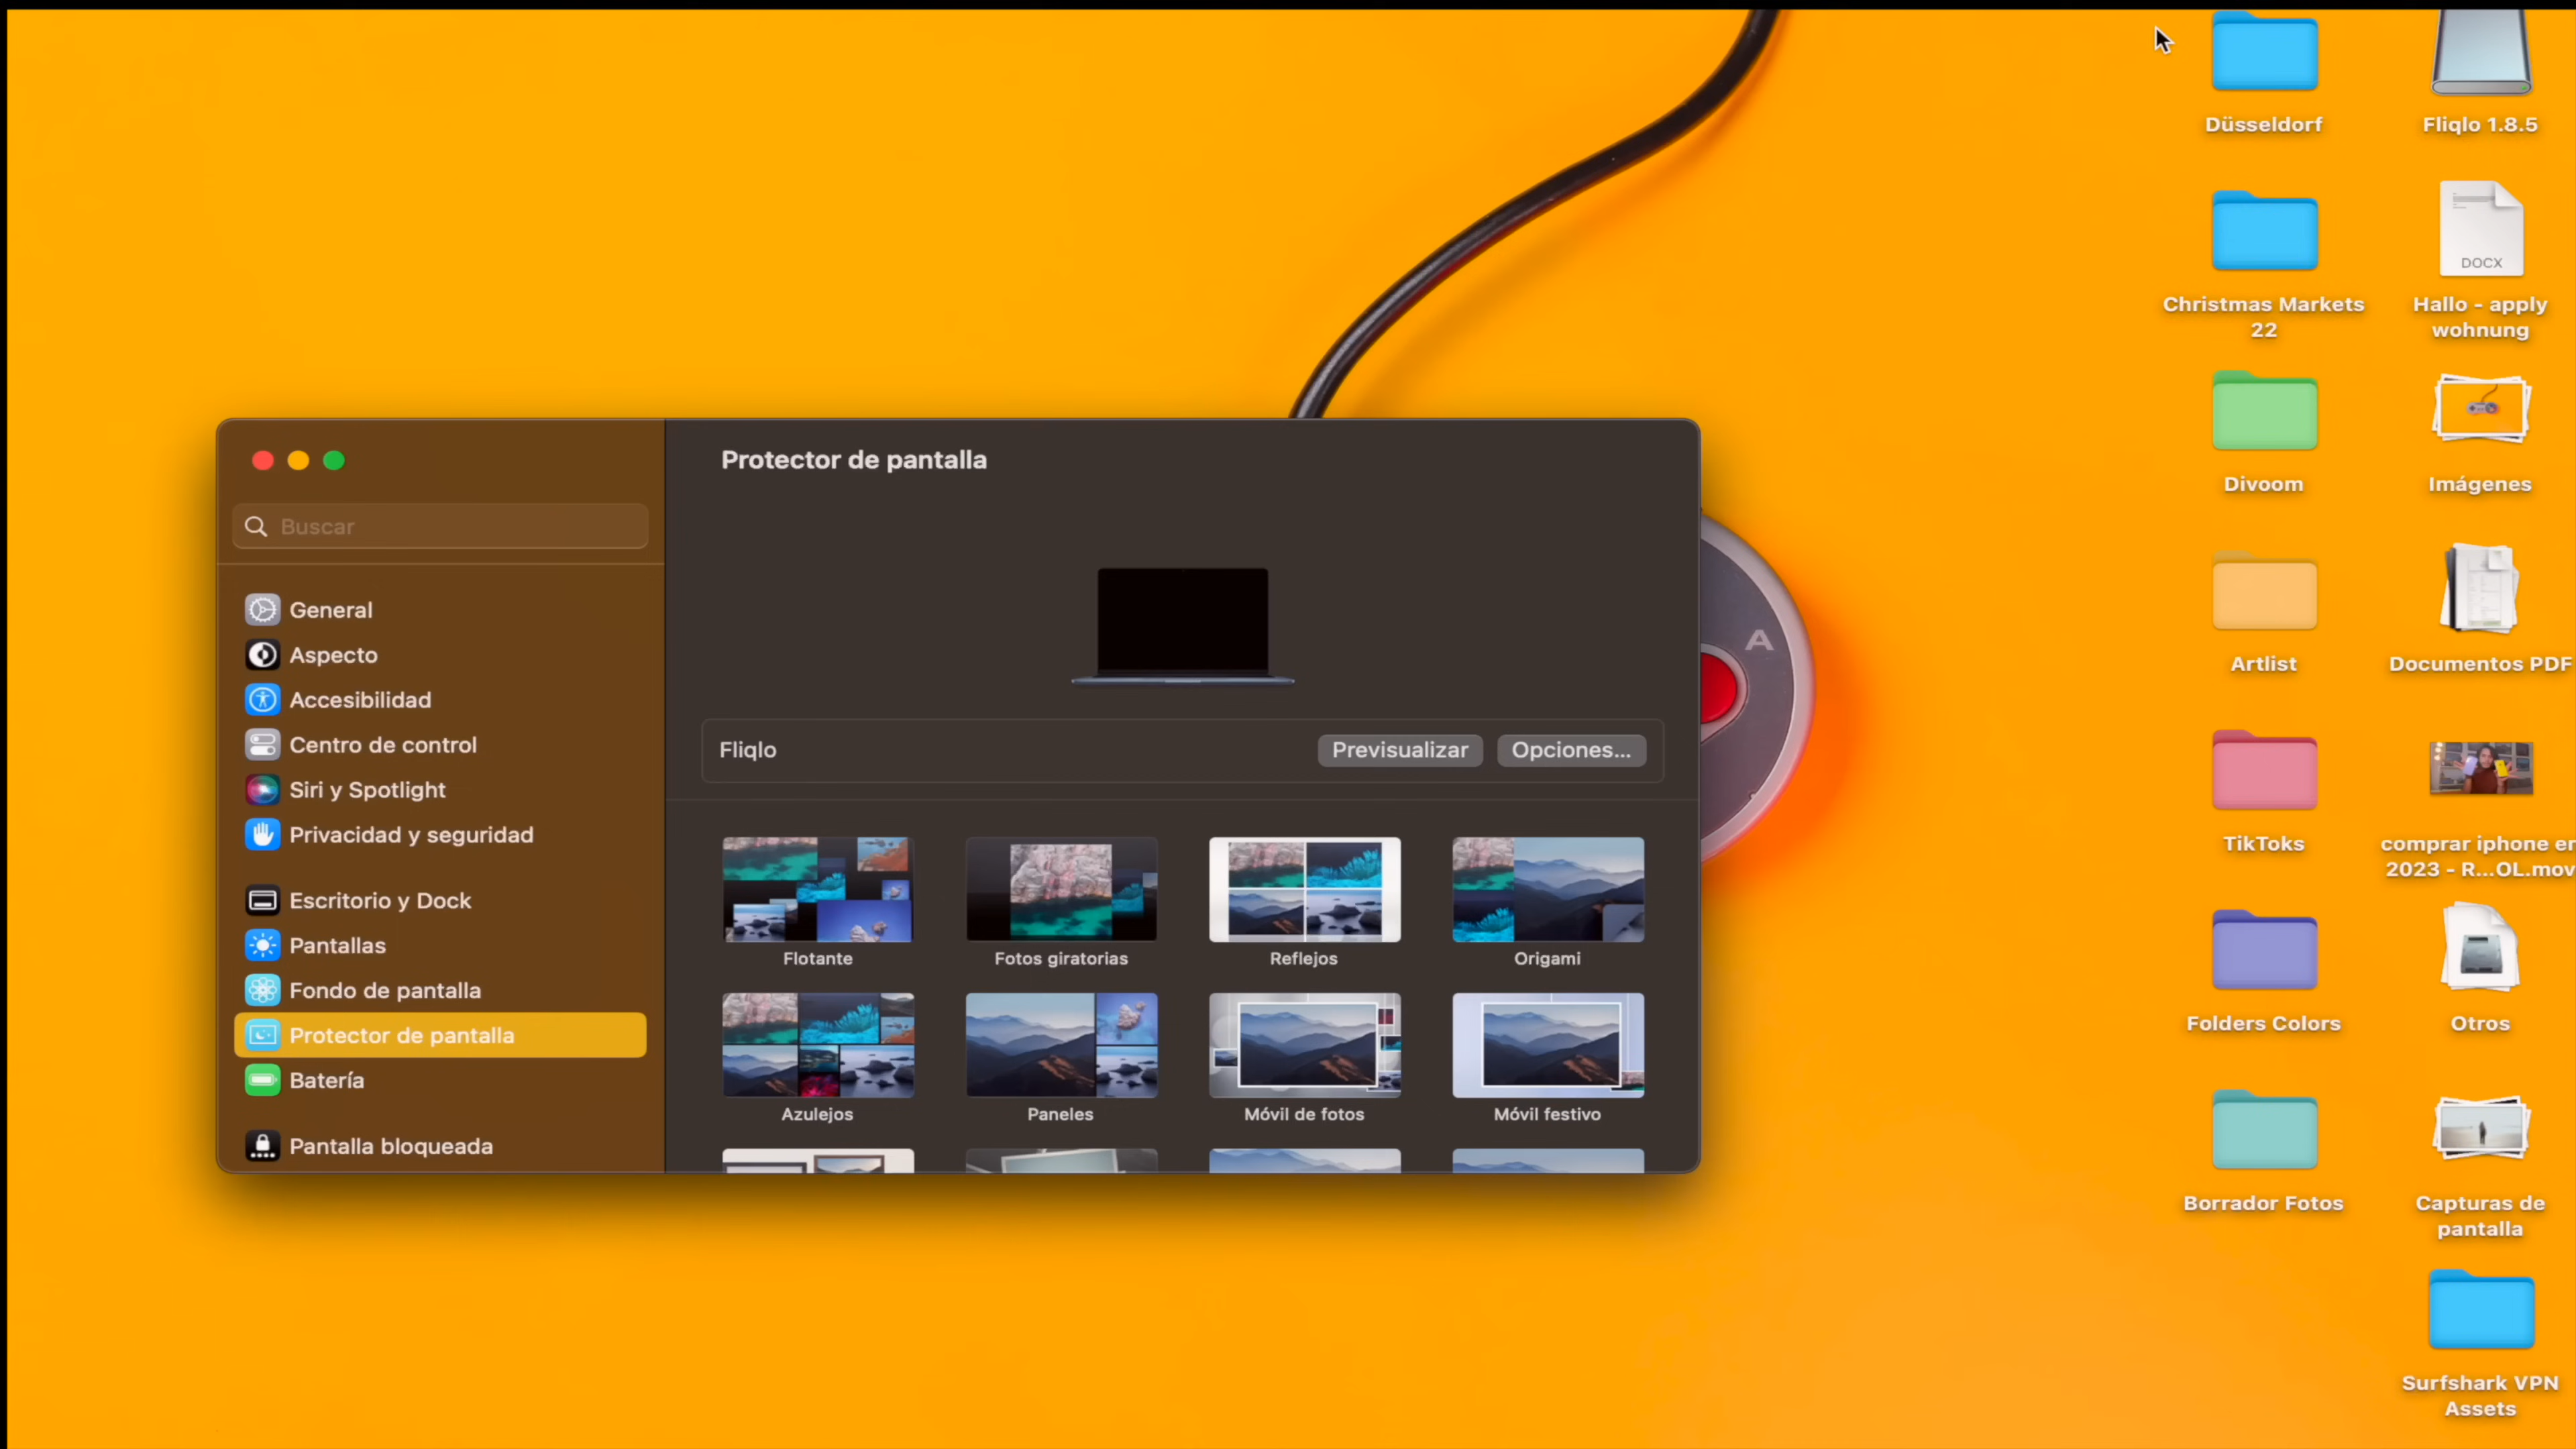 Protector de pantalla
Buscar
General
Aspecto
Accesibilidad
Centro de control
Siri y Spotlight
Privacidad y seguridad
Escritorio y Dock
Pantallas
Fondo de pantalla
Protector de pantalla
Batería
Pantalla bloqueada
Fliqlo
Previsualizar
Opciones...
Flotante
Fotos giratorias
Reflejos
Origami
Azulejos
Paneles
Móvil de fotos
Móvil festivo
A
Düsseldorf
Christmas Markets
22
Divoom
Artlist
TikToks
Folders Colors
Borrador Fotos
Fliqlo 1.8.5
DOCX
Hallo - apply
wohnung
Imágenes
Documentos PDF
comprar iphone en
2023 - R...OL.mov
Otros
Capturas de
pantalla
Surfshark VPN
Assets